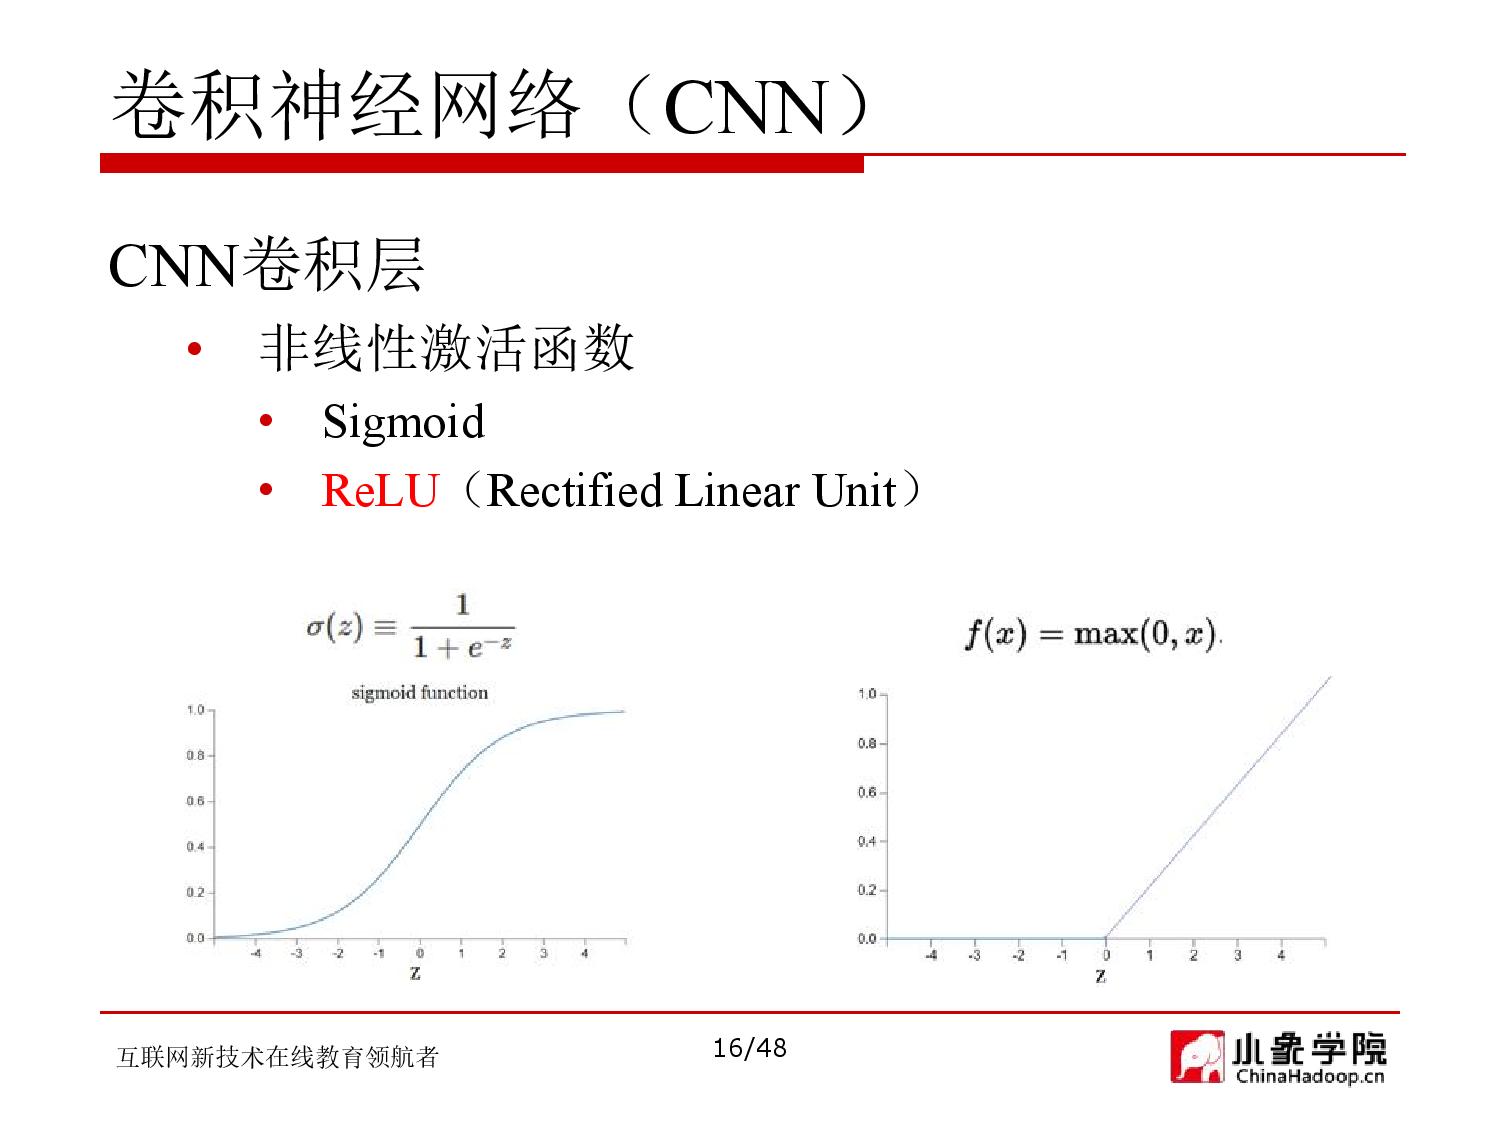 卷积神经网络（CNN）
CNN卷积层
• 非线性激活函数
• Sigmoid
• ReLU（Rectified Linear Unit）
σ(z) ≡ 1 / (1 + e^{-z})
f(x) = max(0, x).
sigmoid function
1.0
0.8
0.6
0.4
0.2
0.0
-4 -3 -2 -1 0 1 2 3 4
z
1.0
0.8
0.6
0.4
0.2
0.0
-4 -3 -2 -1 0 1 2 3 4
z
互联网新技术在线教育领航者
16/48
小象学院
ChinaHadoop.cn